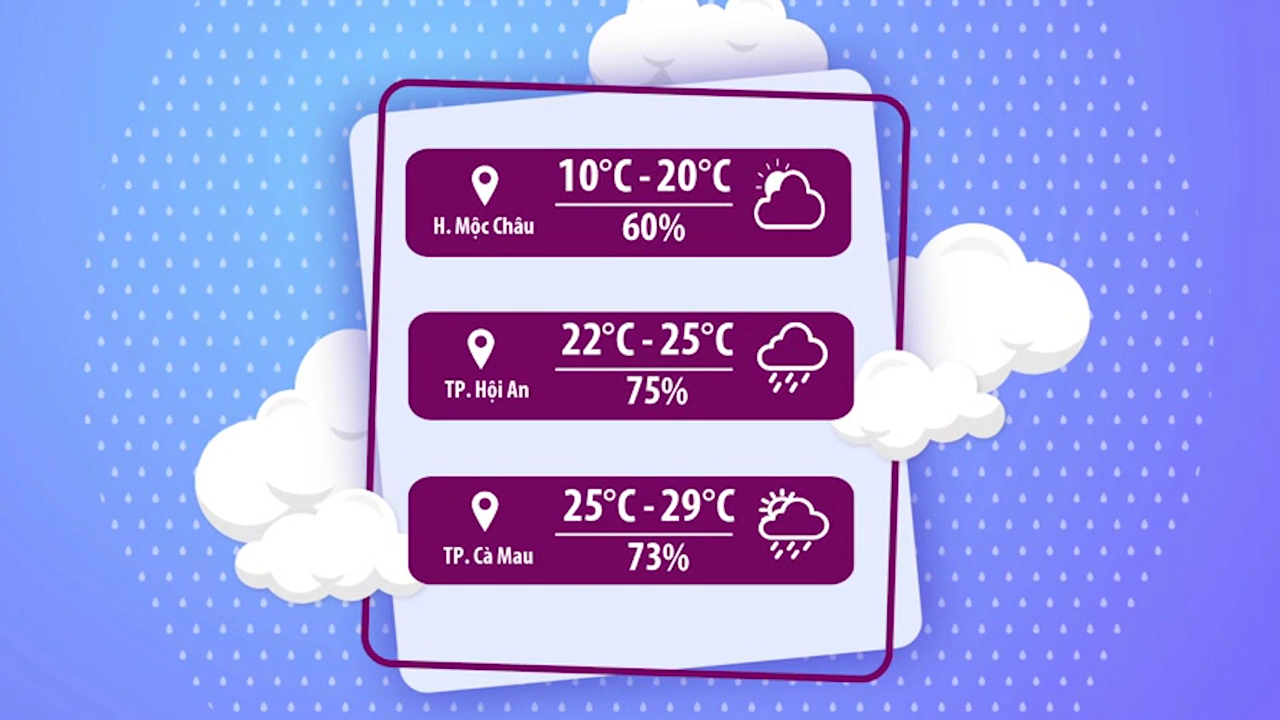 10°C - 20°C
H. Mộc Châu
60%
22°C - 25°C
TP. Hội An
75%
25°C - 29°C
TP. Cà Mau
73%